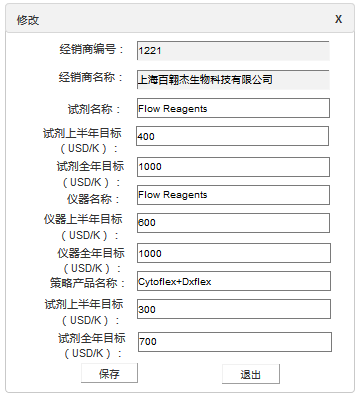 修改 X
经销商编号： 1221
经销商名称： 上海百翱杰生物科技有限公司
试剂名称： Flow Reagents
试剂上半年目标 400
（USD/K）：
试剂全年目标 1000
（USD/K）：
仪器名称： Flow Reagents
仪器上半年目标 600
（USD/K）：
仪器全年目标 1000
（USD/K）：
策略产品名称： Cytoflex+Dxflex
试剂上半年目标 300
（USD/K）：
试剂全年目标 700
（USD/K）：
保存 退出